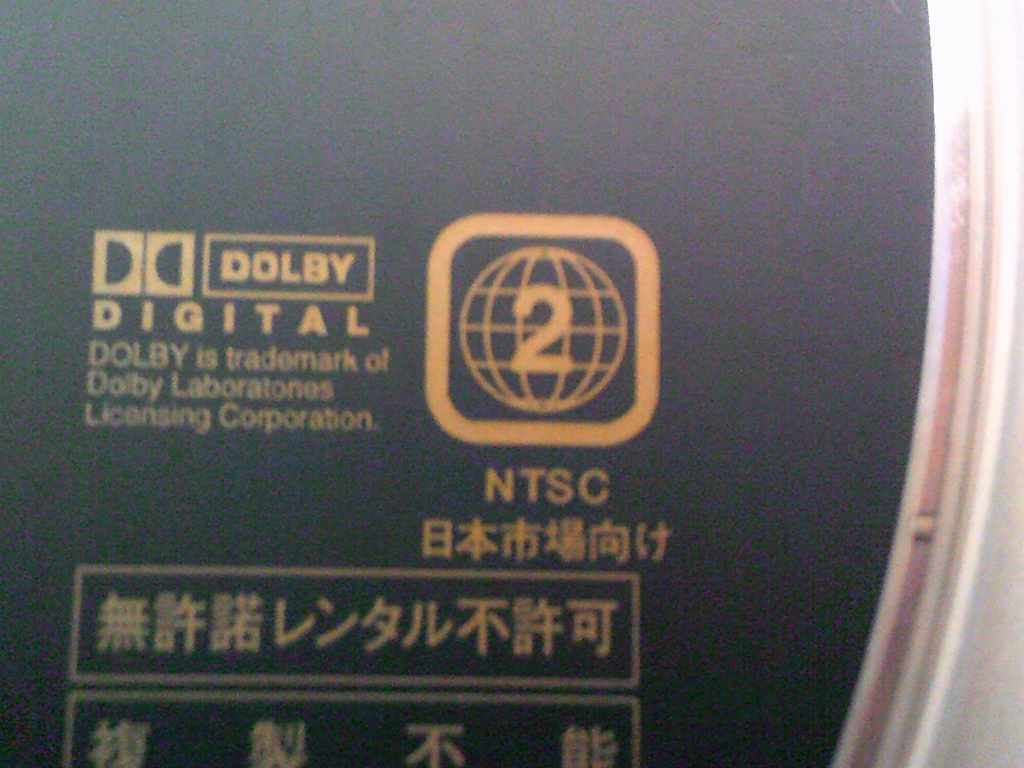 DOLBY
DIGITAL
DOLBY is trademark of
Dolby Laboratories
Licensing Corporation.
2
NTSC
日本市場向け
無許諾レンタル不許可
複製不能